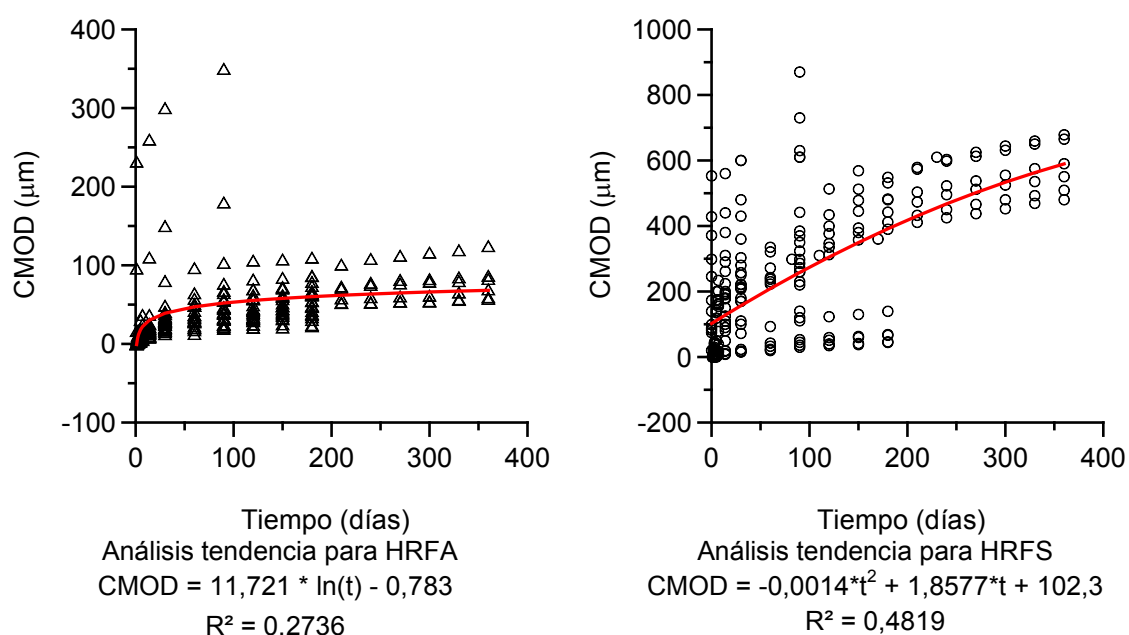 400
300
200
100
0
-100
CMOD (µm)
0 100 200 300 400
Tiempo (días)
Análisis tendencia para HRFA
CMOD = 11,721 * ln(t) - 0,783
R² = 0,2736
1000
800
600
400
200
0
-200
CMOD (µm)
0 100 200 300 400
Tiempo (días)
Análisis tendencia para HRFS
CMOD = -0,0014*t² + 1,8577*t + 102,3
R² = 0,4819